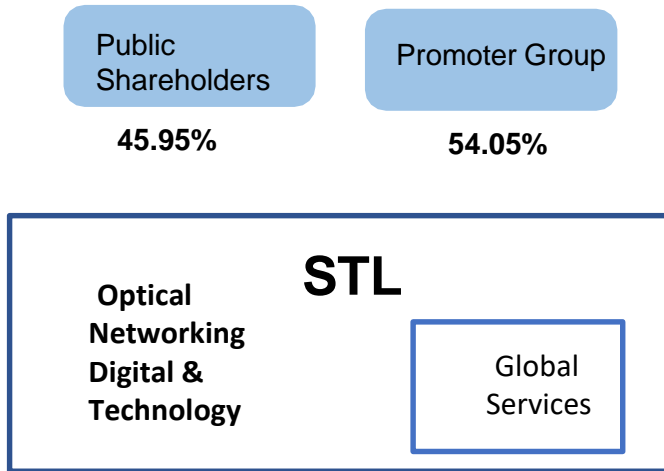 Public
Shareholders
Promoter Group
45.95%
54.05%
STL
Optical
Networking
Digital &
Technology
Global
Services